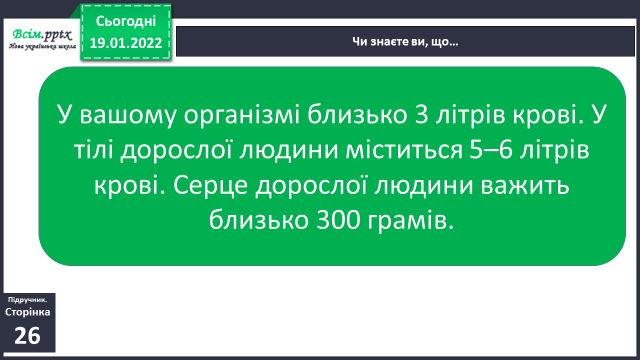 Всім.pptx
Нова українська школа
Сьогодні
19.01.2022
Чи знаєте ви, що…
У вашому організмі близько 3 літрів крові. У
тілі дорослої людини міститься 5–6 літрів
крові. Серце дорослої людини важить
близько 300 грамів.
Підручник.
Сторінка
26